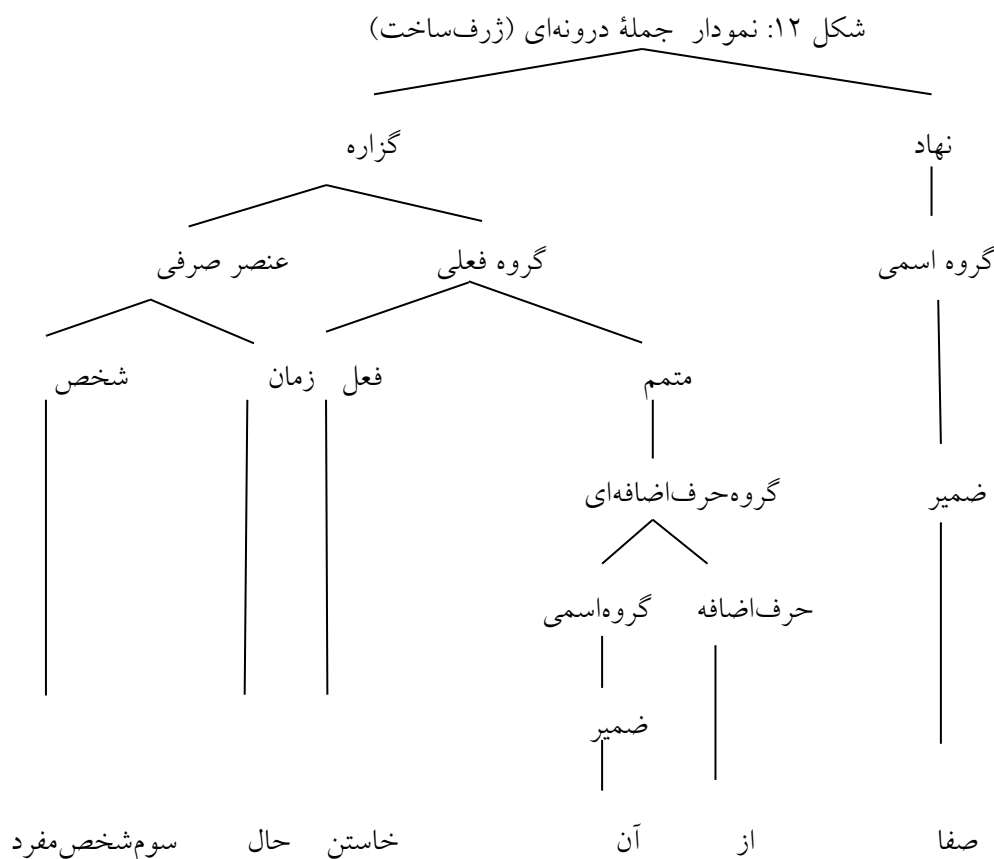 شکل ۱۲: نمودار جملهٔ درونه‌ای (ژرف‌ساخت)
نهاد گزاره
گروه اسمی گروه فعلی عنصر صرفی
متمم فعل زمان شخص
ضمیر گروه‌حرف‌اضافه‌ای
حرف‌اضافه گروه‌اسمی
ضمیر
صفا از آن خاستن حال سوم‌شخص‌مفرد